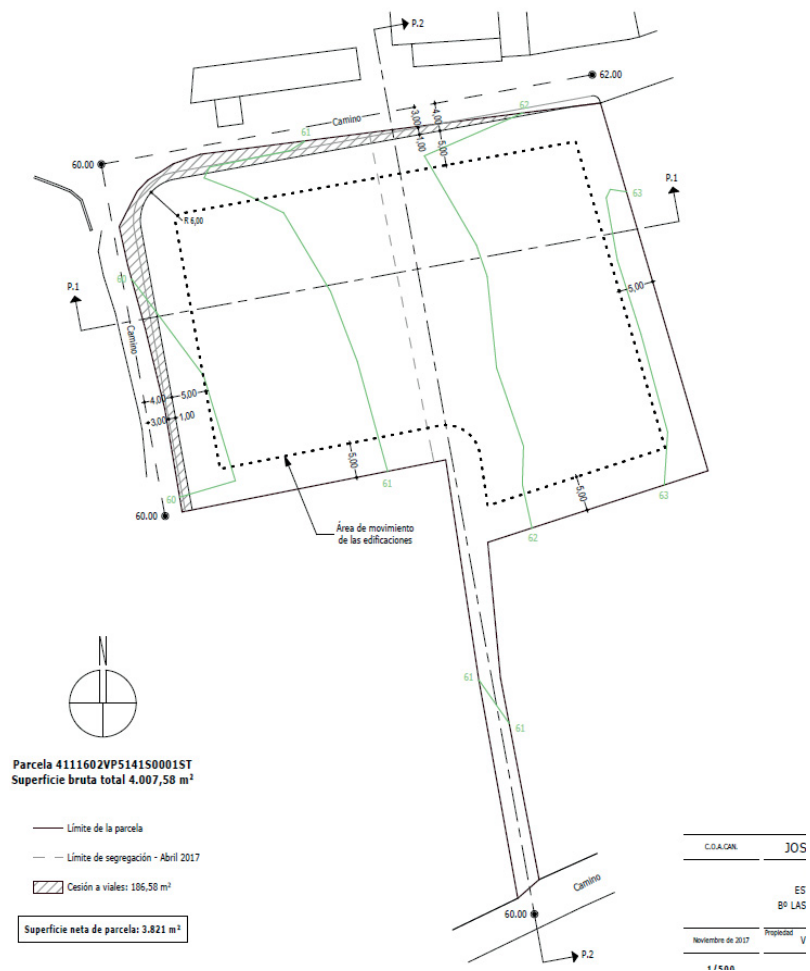 P.2
62.00
3,00
4,00
62
Camino
61
1,00
5,00
60.00
P.1
63
R 6,00
60
P.1
5,00
Camino
4,00
5,00
3,00
1,00
5,00
5,00
60
61
63
60.00
Área de movimiento
de las edificaciones
62
61
61
Parcela 4111602VP5141S0001ST
Superficie bruta total 4.007,58 m²
Límite de la parcela
Límite de segregación - Abril 2017
Cesión a viales: 186,58 m²
Superficie neta de parcela: 3.821 m²
Camino
60.00
P.2
C.O.A.CAN.
JOS
ES
Bº LAS
Noviembre de 2017
Propiedad
V
1/500